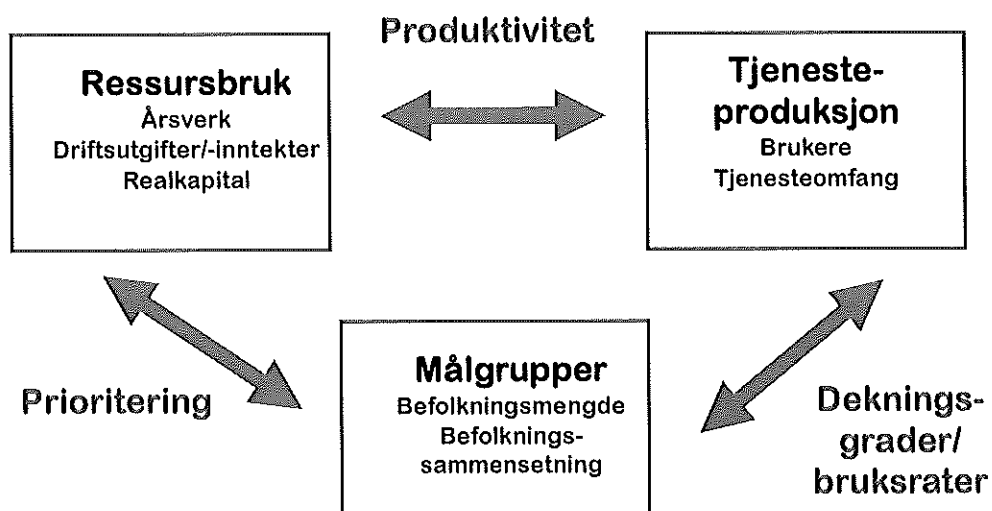 Produktivitet
Ressursbruk
Årsverk
Driftsutgifter/-inntekter
Realkapital
Tjeneste-
produksjon
Brukere
Tjenesteomfang
Prioritering
Målgrupper
Befolkningsmengde
Befolknings-
sammensetning
Deknings-
grader/
bruksrater